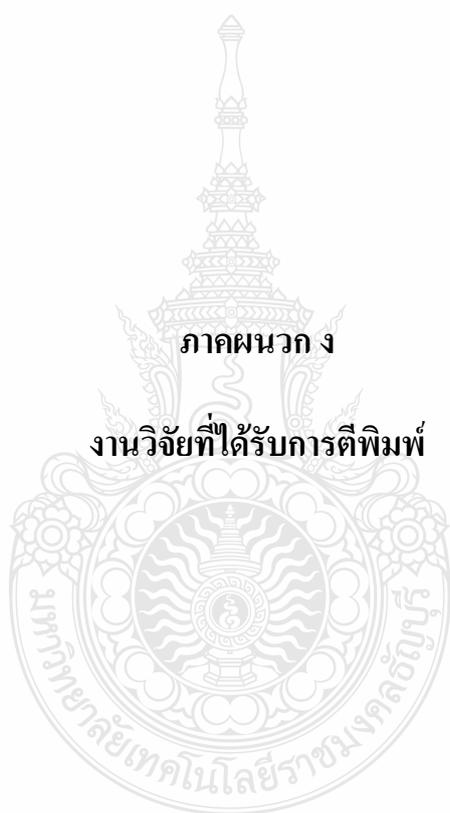 ภาคผนวก ง
งานวิจัยที่ได้รับการตีพิมพ์
มหาวิทยาลัยเทคโนโลยีราชมงคลธัญบุรี